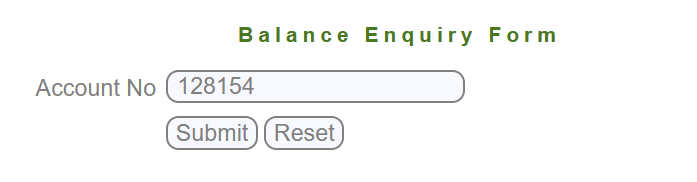 Balance Enquiry Form
Account No 128154
Submit Reset